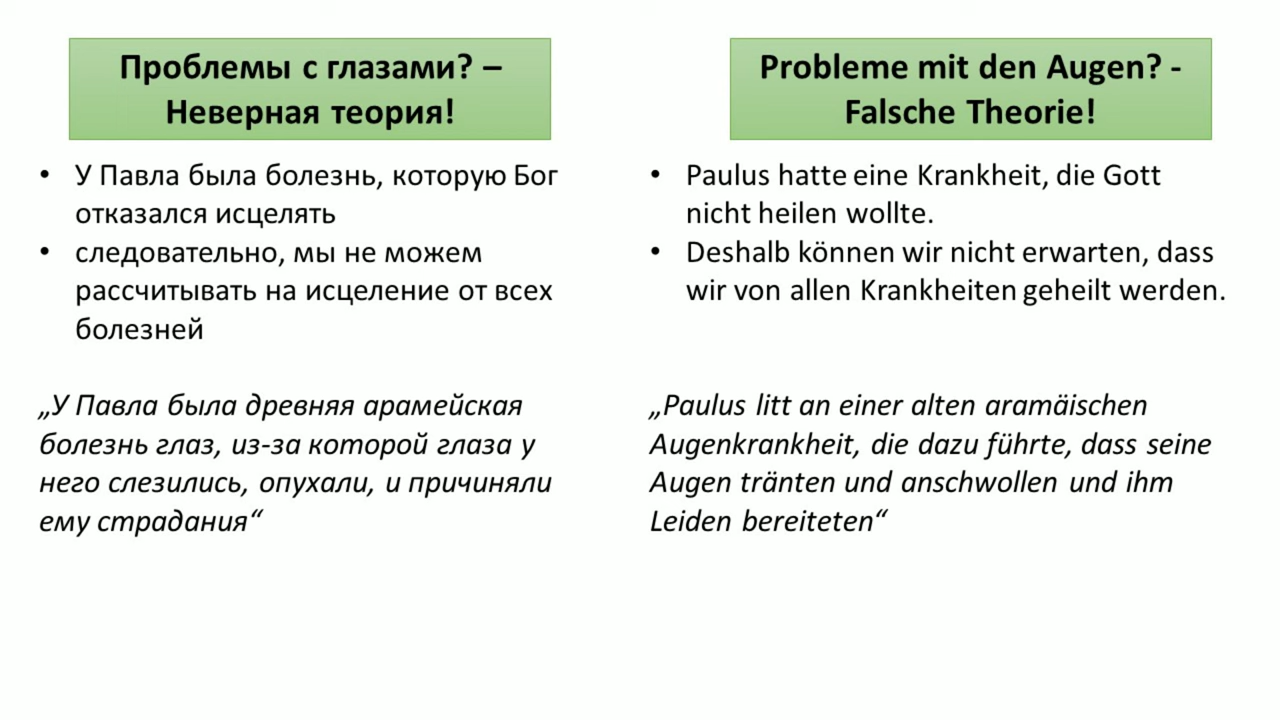 Проблемы с глазами? –
Неверная теория!
• У Павла была болезнь, которую Бог
отказался исцелять
• следовательно, мы не можем
рассчитывать на исцеление от всех
болезней
„У Павла была древняя арамейская
болезнь глаз, из-за которой глаза у
него слезились, опухали, и причиняли
ему страдания“
Probleme mit den Augen? -
Falsche Theorie!
• Paulus hatte eine Krankheit, die Gott
nicht heilen wollte.
• Deshalb können wir nicht erwarten, dass
wir von allen Krankheiten geheilt werden.
„Paulus litt an einer alten aramäischen
Augenkrankheit, die dazu führte, dass seine
Augen tränten und anschwollen und ihm
Leiden bereiteten“